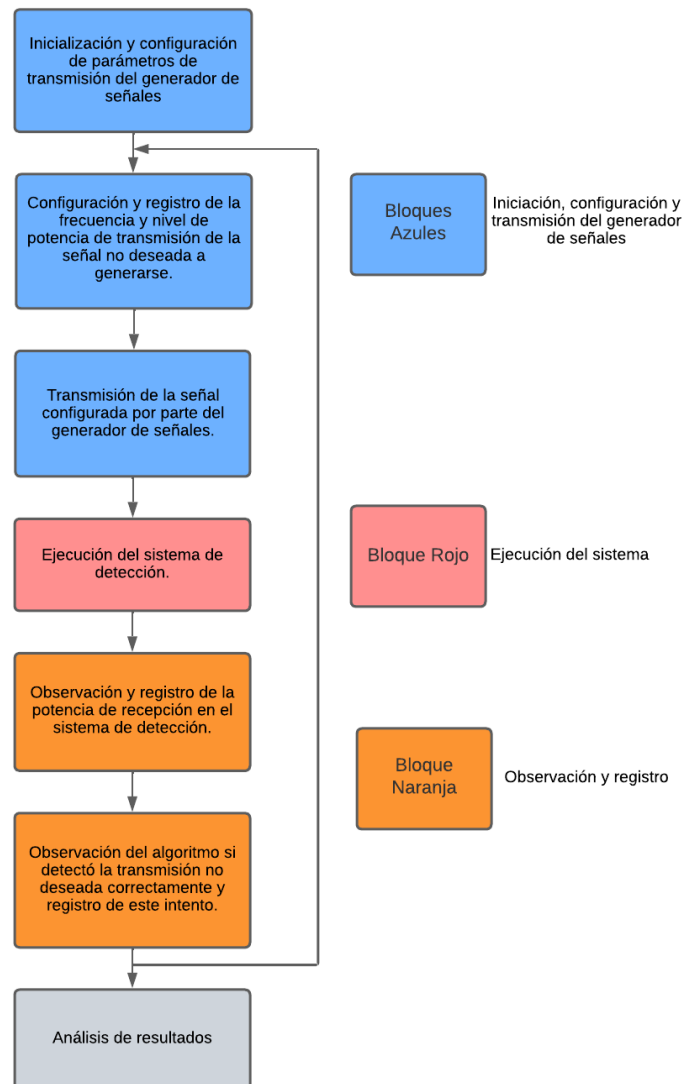 Inicialización y configuración
de parámetros de
transmisión del generador de
señales
Configuración y registro de la
frecuencia y nivel de
potencia de transmisión de la
señal no deseada a
generarse.
Transmisión de la señal
configurada por parte del
generador de señales.
Ejecución del sistema de
detección.
Observación y registro de la
potencia de recepción en el
sistema de detección.
Observación del algoritmo si
detectó la transmisión no
deseada correctamente y
registro de este intento.
Análisis de resultados
Bloques
Azules
Iniciación, configuración y
transmisión del generador
de señales
Bloque Rojo
Ejecución del sistema
Bloque
Naranja
Observación y registro